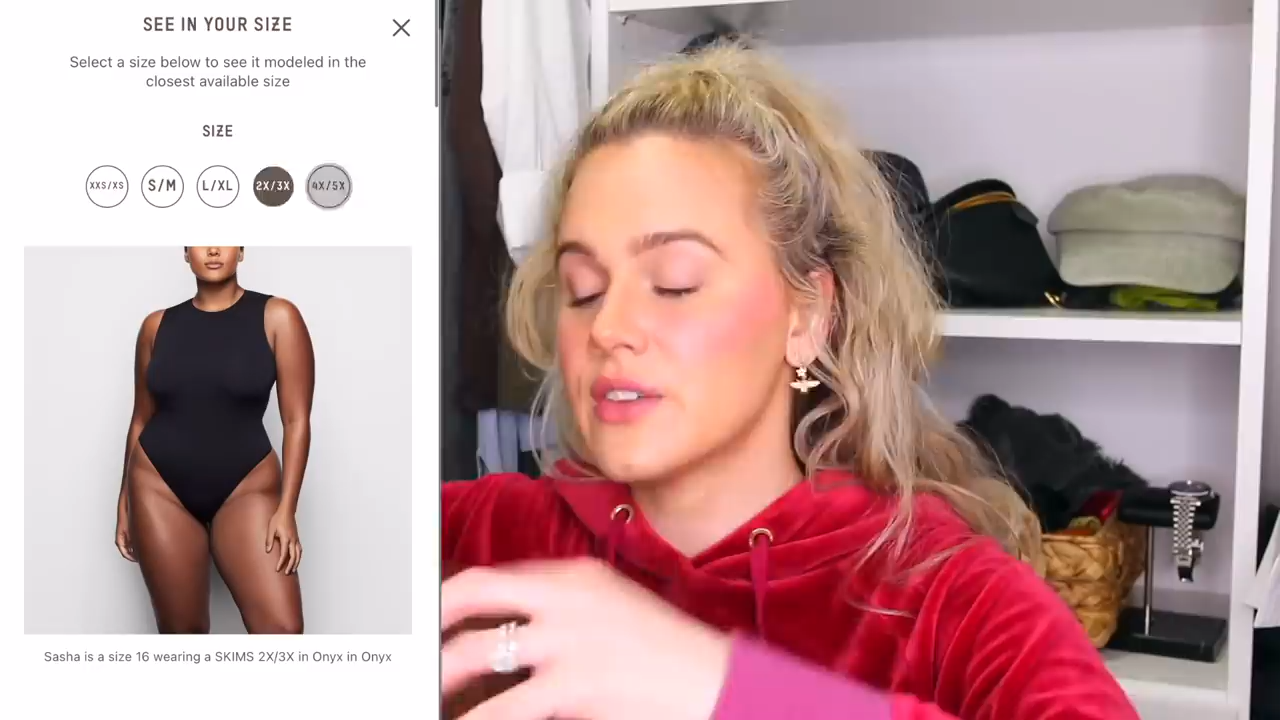 SEE IN YOUR SIZE
Select a size below to see it modeled in the
closest available size
SIZE
XXS/XS S/M L/XL 2X/3X 4X/5X
Sasha is a size 16 wearing a SKIMS 2X/3X in Onyx in Onyx